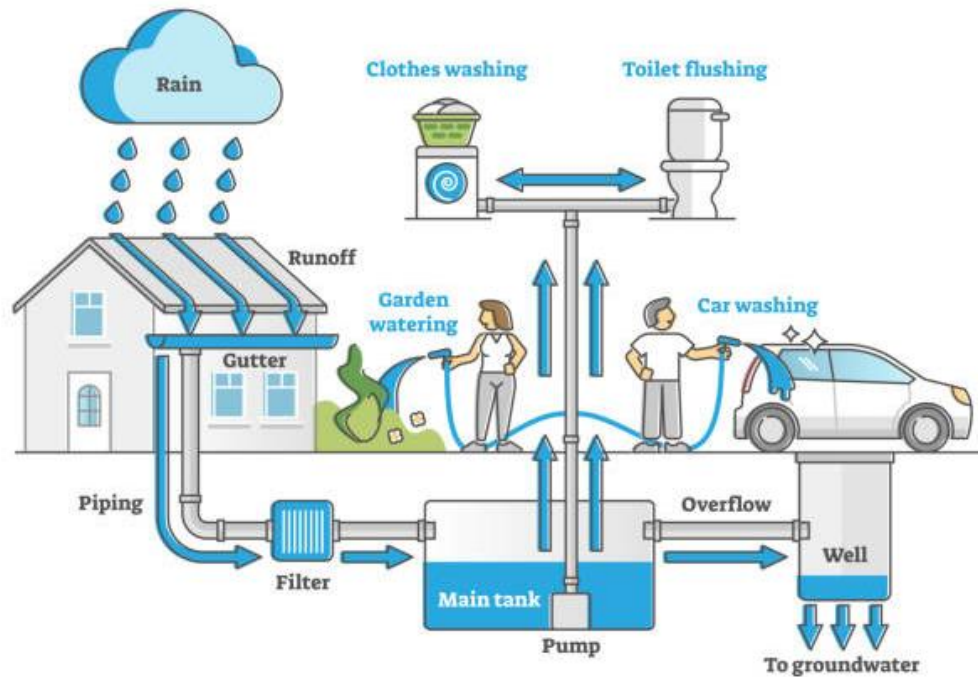 Rain
Clothes washing
Toilet flushing
Runoff
Garden
watering
Car washing
Gutter
Piping
Filter
Main tank
Pump
Overflow
Well
To groundwater